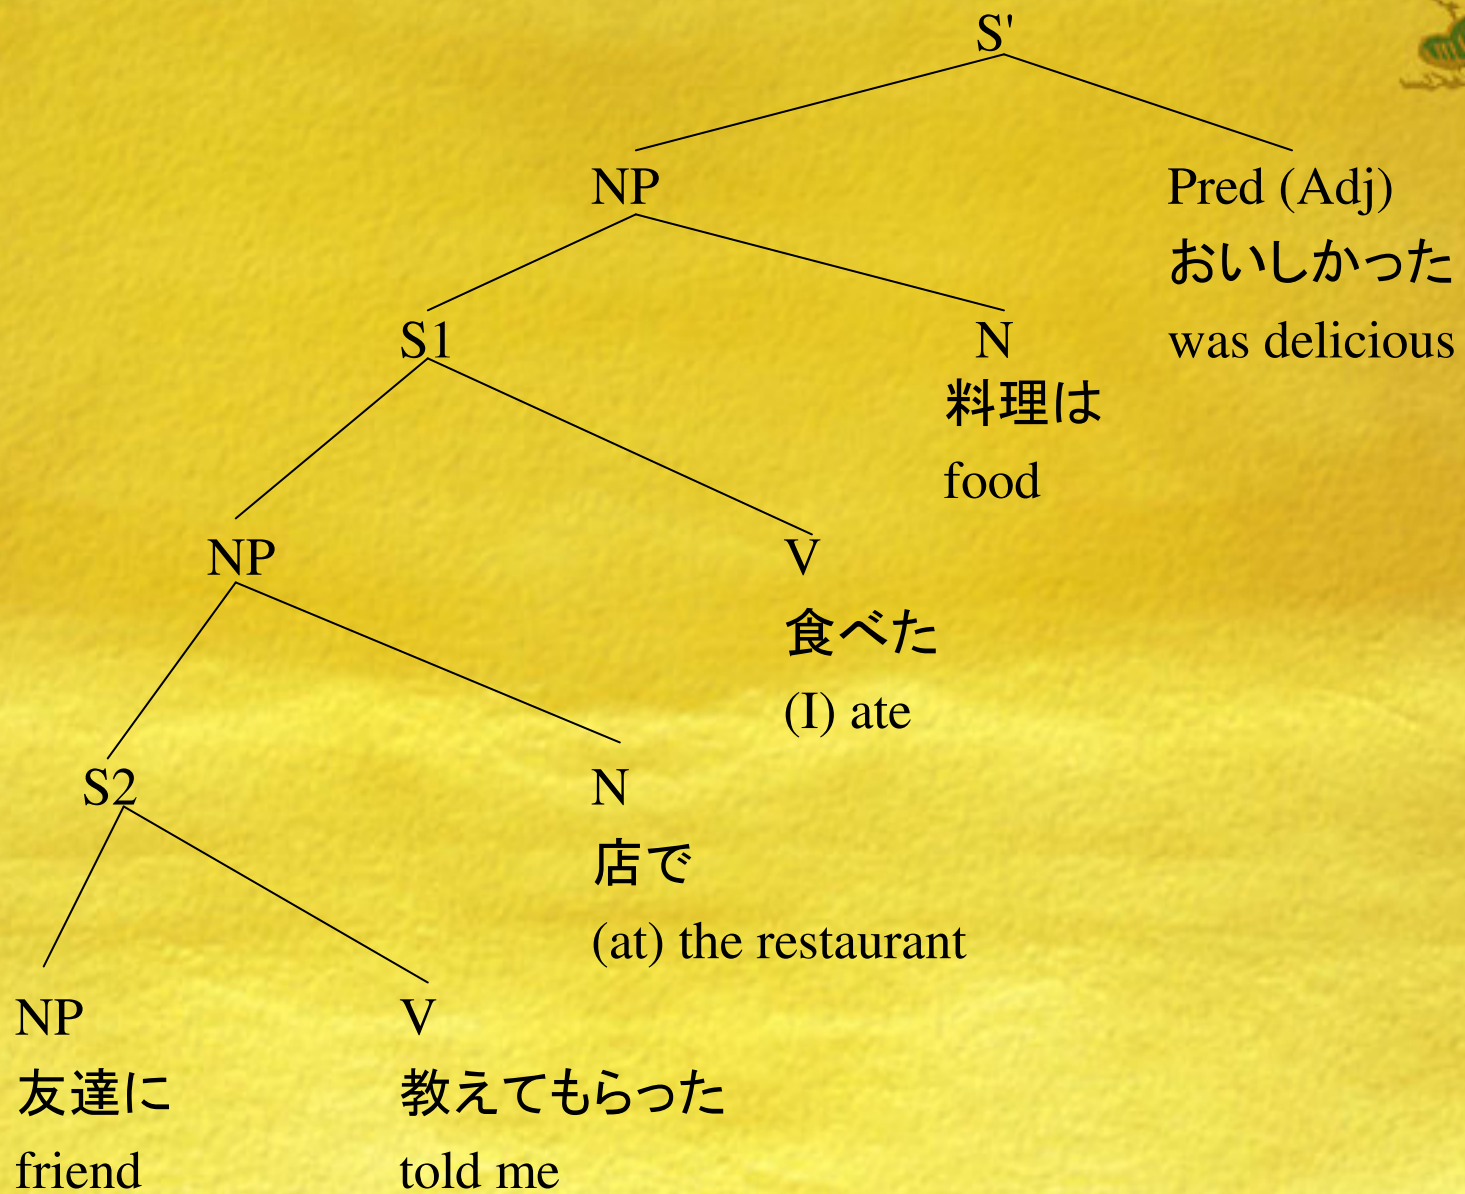 S'
NP
Pred (Adj)
おいしかった
was delicious
S1
N
料理は
food
NP
V
食べた
(I) ate
S2
N
店で
(at) the restaurant
NP
V
友達に
教えてもらった
friend
told me